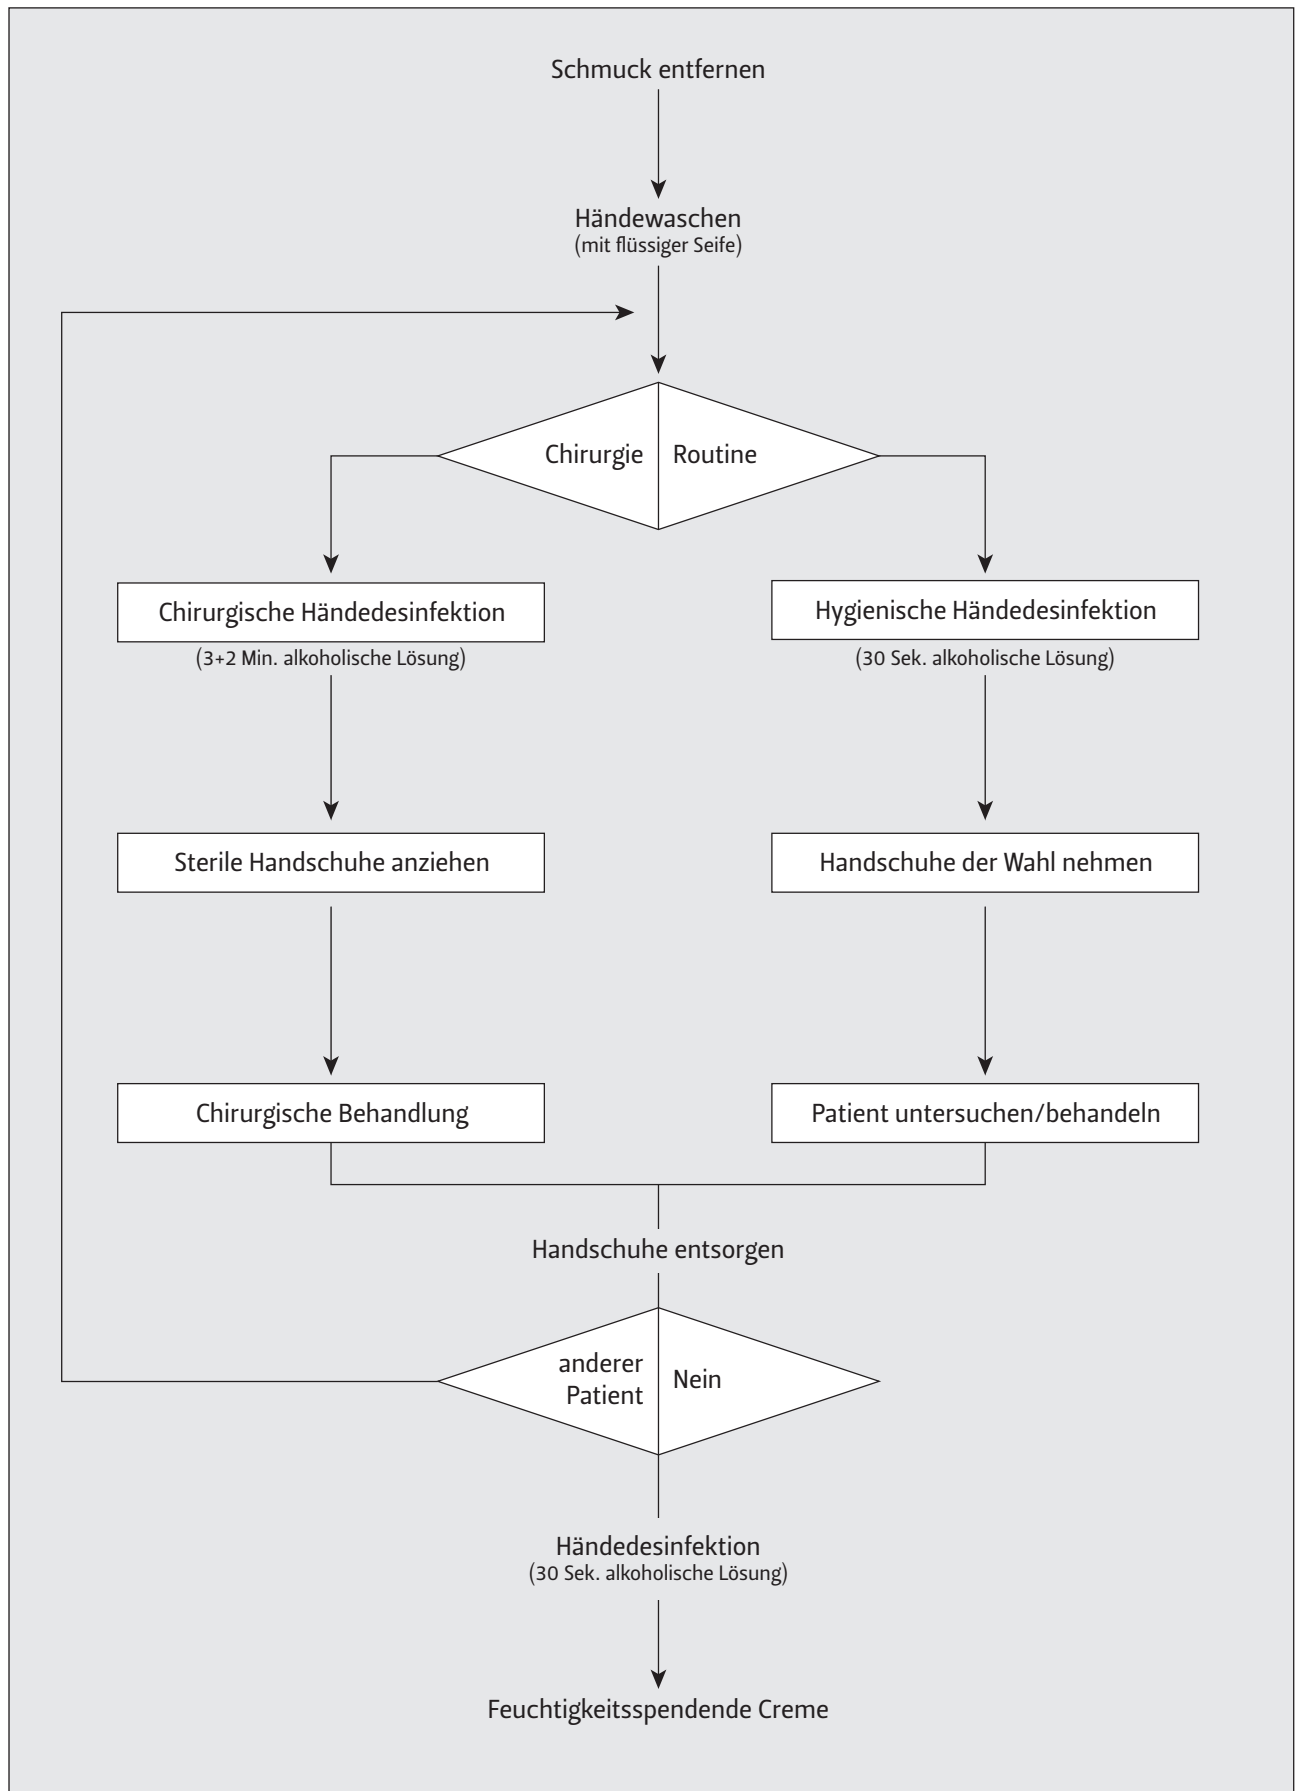 Schmuck entfernen
Händewaschen
(mit flüssiger Seife)
Chirurgie
Routine
Chirurgische Händedesinfektion
(3+2 Min. alkoholische Lösung)
Hygienische Händedesinfektion
(30 Sek. alkoholische Lösung)
Sterile Handschuhe anziehen
Handschuhe der Wahl nehmen
Chirurgische Behandlung
Patient untersuchen/behandeln
Handschuhe entsorgen
anderer
Patient
Nein
Händedesinfektion
(30 Sek. alkoholische Lösung)
Feuchtigkeitsspendende Creme